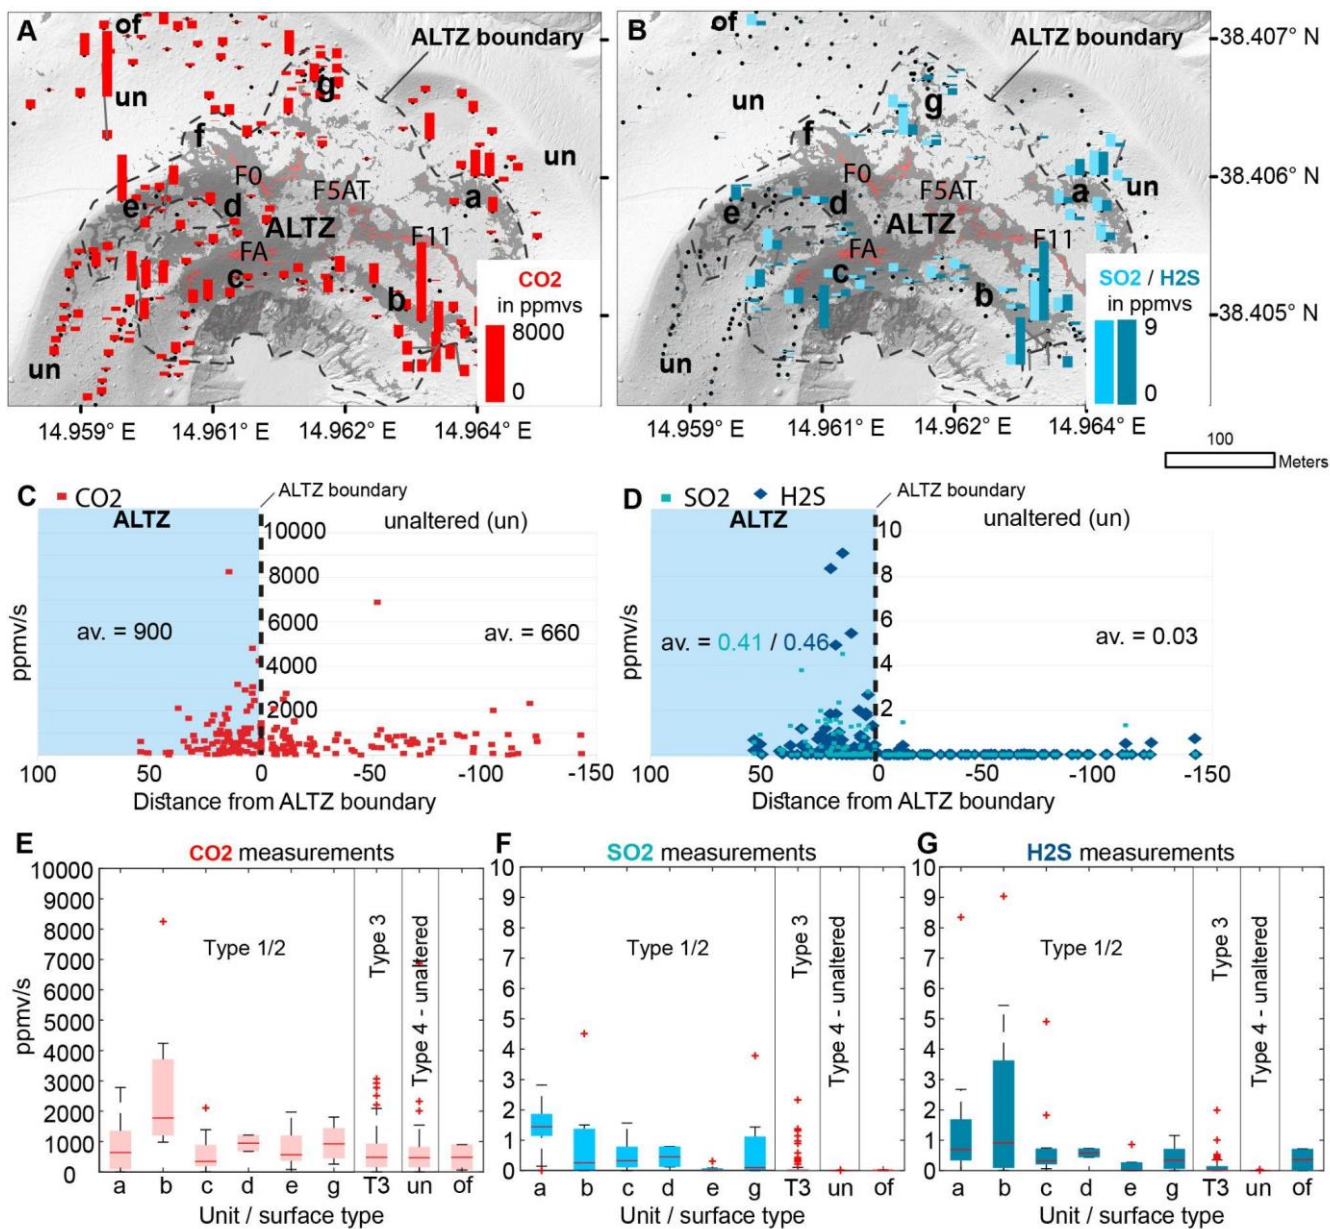 A
of
ALTZ boundary
g
un
f
un
F0
F5AT
a
e
d
ALTZ
F11
FA
c
b
un
CO2
in ppmvs
8000
0
14.959° E
14.961° E
14.962° E
14.964° E
B
of
ALTZ boundary
38.407° N
un
g
f
F0
F5AT
a
un
38.406° N
e
d
ALTZ
F11
FA
c
b
un
SO2 / H2S
in ppmvs
9
0
38.405° N
14.959° E
14.961° E
14.962° E
14.964° E
100
Meters
C
CO2
ALTZ boundary
ALTZ
unaltered (un)
10000
8000
6000
4000
2000
av. = 900
av. = 660
ppmv/s
100
50
0
-50
-100
-150
Distance from ALTZ boundary
D
SO2
H2S
ALTZ boundary
ALTZ
unaltered (un)
10
8
6
4
2
av. = 0.41 / 0.46
av. = 0.03
ppmv/s
100
50
0
-50
-100
-150
Distance from ALTZ boundary
E
CO2 measurements
10000
9000
8000
7000
6000
5000
4000
3000
2000
1000
0
ppmv/s
Type 1/2
Type 3
Type 4 - unaltered
a b c d e g T3 un of
Unit / surface type
F
SO2 measurements
10
9
8
7
6
5
4
3
2
1
0
Type 1/2
Type 3
Type 4 - unaltered
a b c d e g T3 un of
Unit / surface type
G
H2S measurements
10
9
8
7
6
5
4
3
2
1
0
Type 1/2
Type 3
Type 4 - unaltered
a b c d e g T3 un of
Unit / surface type